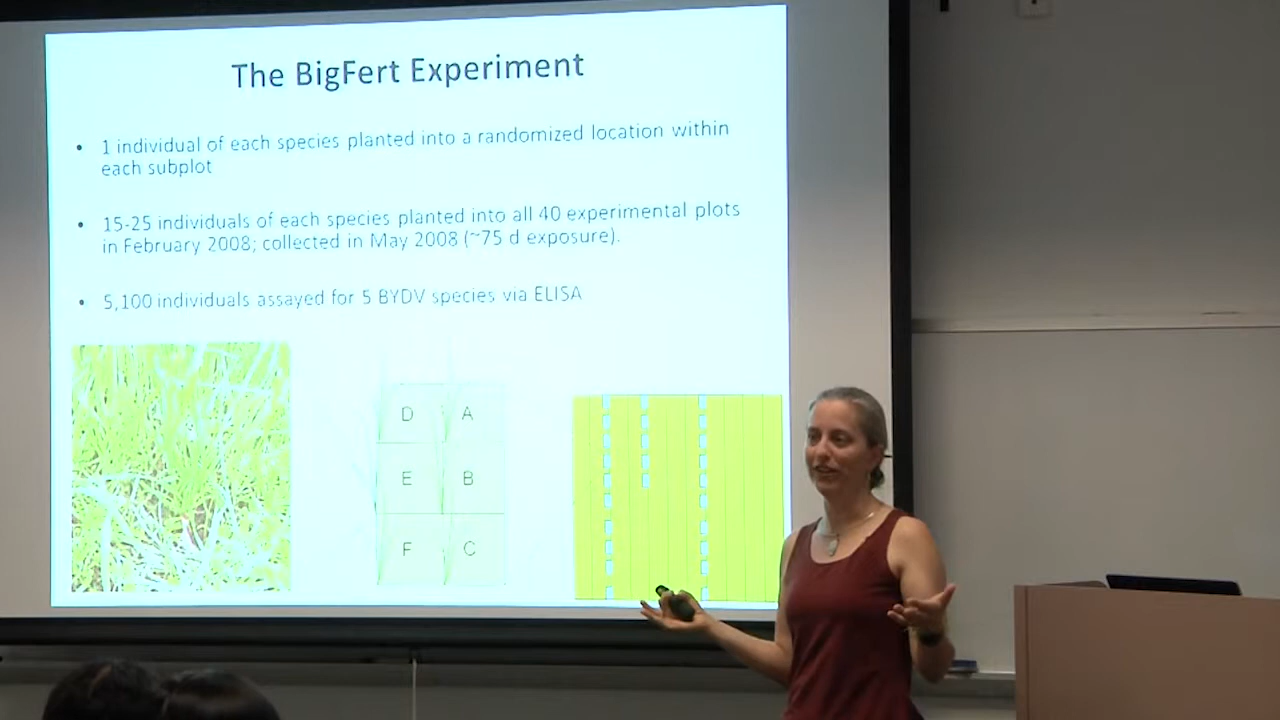 The BigFert Experiment
• 1 individual of each species planted into a randomized location within
each subplot
• 15-25 individuals of each species planted into all 40 experimental plots
in February 2008; collected in May 2008 (~75 d exposure).
• 5,100 individuals assayed for 5 BYDV species via ELISA
D A
E B
F C